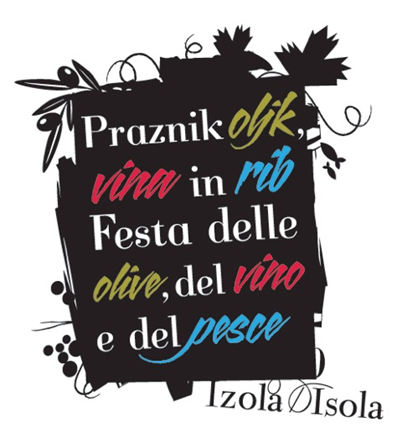 Praznik oljk,
vina in rib
Festa delle
olive, del vino
e del pesce
Izola Isola